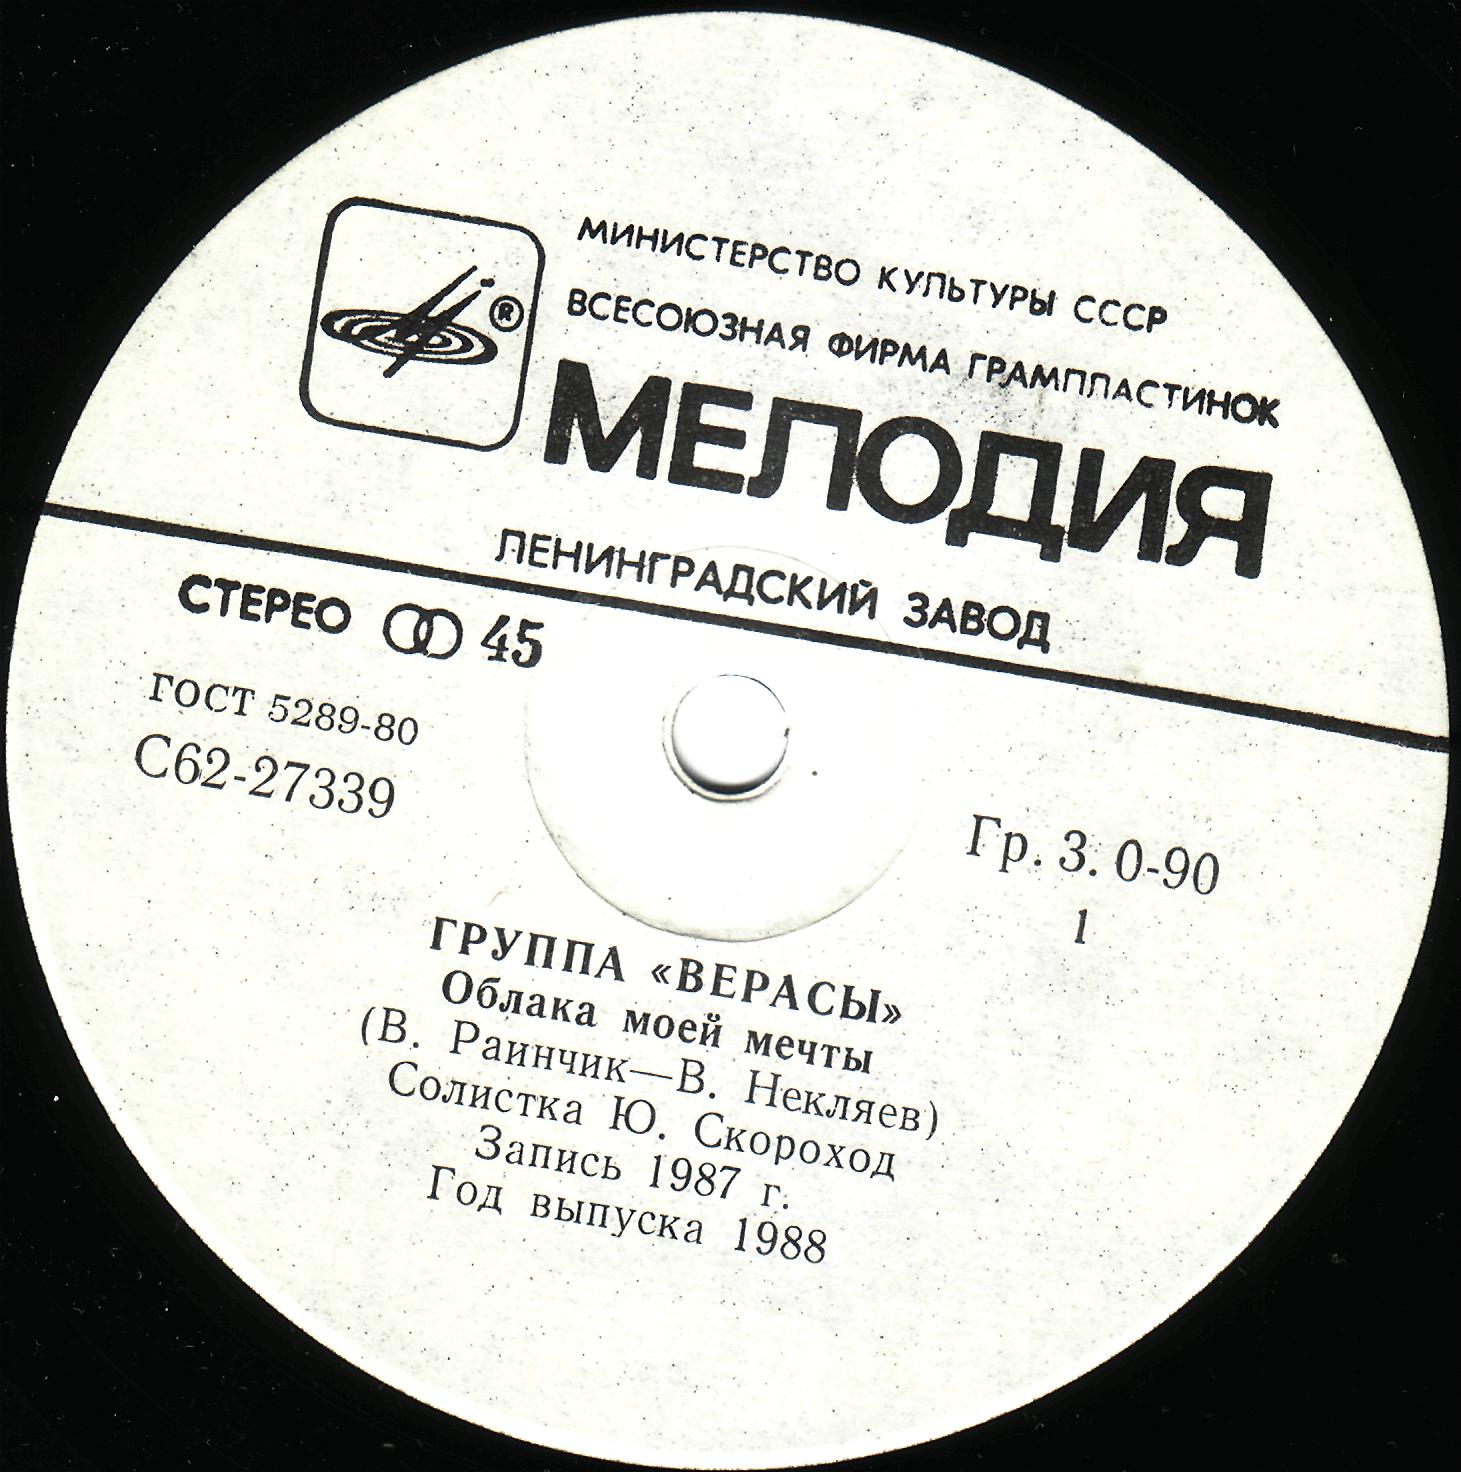 МИНИСТЕРСТВО КУЛЬТУРЫ СССР
ВСЕСОЮЗНАЯ ФИРМА ГРАМПЛАСТИНОК
®
МЕЛОДИЯ
ЛЕНИНГРАДСКИЙ ЗАВОД
СТЕРЕО 45
ГОСТ 5289-80
С62-27339
Гр. 3. 0-90
1
ГРУППА «ВЕРАСЫ»
Облака моей мечты
(В. Раинчик—В. Некляев)
Солистка Ю. Скороход
Запись 1987 г.
Год выпуска 1988